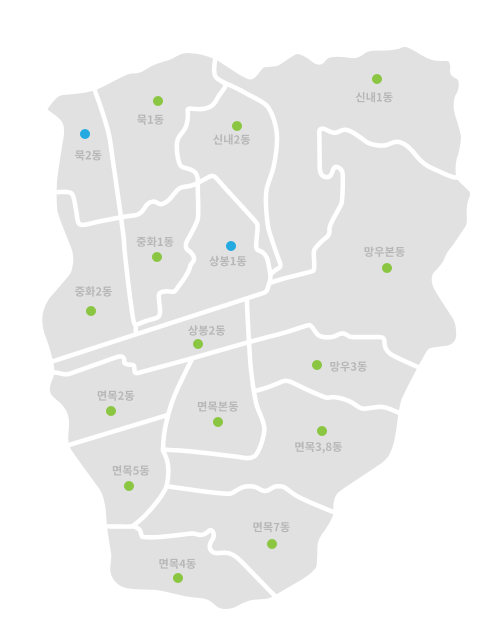 신내1동
묵1동
신내2동
묵2동
중화1동
망우본동
상봉1동
중화2동
상봉2동
망우3동
면목2동
면목본동
면목3,8동
면목5동
면목7동
면목4동